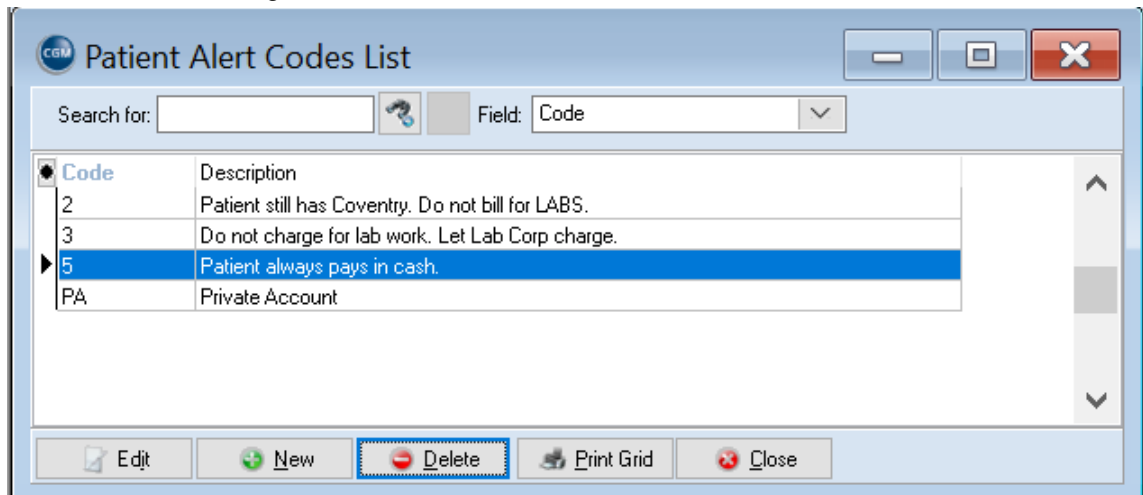 CGM Patient Alert Codes List
Search for: Field: Code
Code Description
2 Patient still has Coventry. Do not bill for LABS.
3 Do not charge for lab work. Let Lab Corp charge.
5 Patient always pays in cash.
PA Private Account
Edit New Delete Print Grid Close